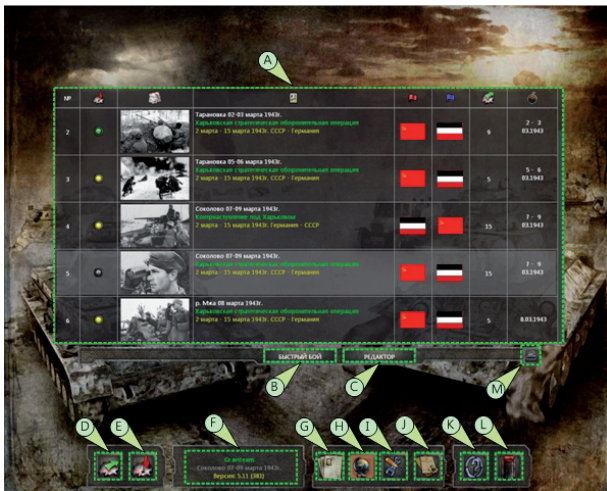 A
№
Тарановка 02-03 марта 1943г.
Харьковская стратегическая оборонительная операция
2 марта - 15 марта 1943г. СССР - Германия
2
9
2 - 3
03.1943
Тарановка 05-06 марта 1943г.
Харьковская стратегическая оборонительная операция
2 марта - 15 марта 1943г. СССР - Германия
3
5
5 - 6
03.1943
Соколово 07-09 марта 1943г.
Контрнаступление под Харьковом
2 марта - 15 марта 1943г. Германия - СССР
4
15
7 - 9
03.1943
Соколово 07-09 марта 1943г.
Харьковская стратегическая оборонительная операция
2 марта - 15 марта 1943г. СССР - Германия
5
15
7 - 9
03.1943
р. Мжа 08 марта 1943г.
Харьковская стратегическая оборонительная операция
2 марта - 15 марта 1943г. СССР - Германия
6
5
8.03.1943
БЫСТРЫЙ БОЙ
РЕДАКТОР
B
C
M
D
E
F
G
H
I
J
K
L
Graviteam
Соколово 07-09 марта 1943г.
Версия: 5.11 (381)